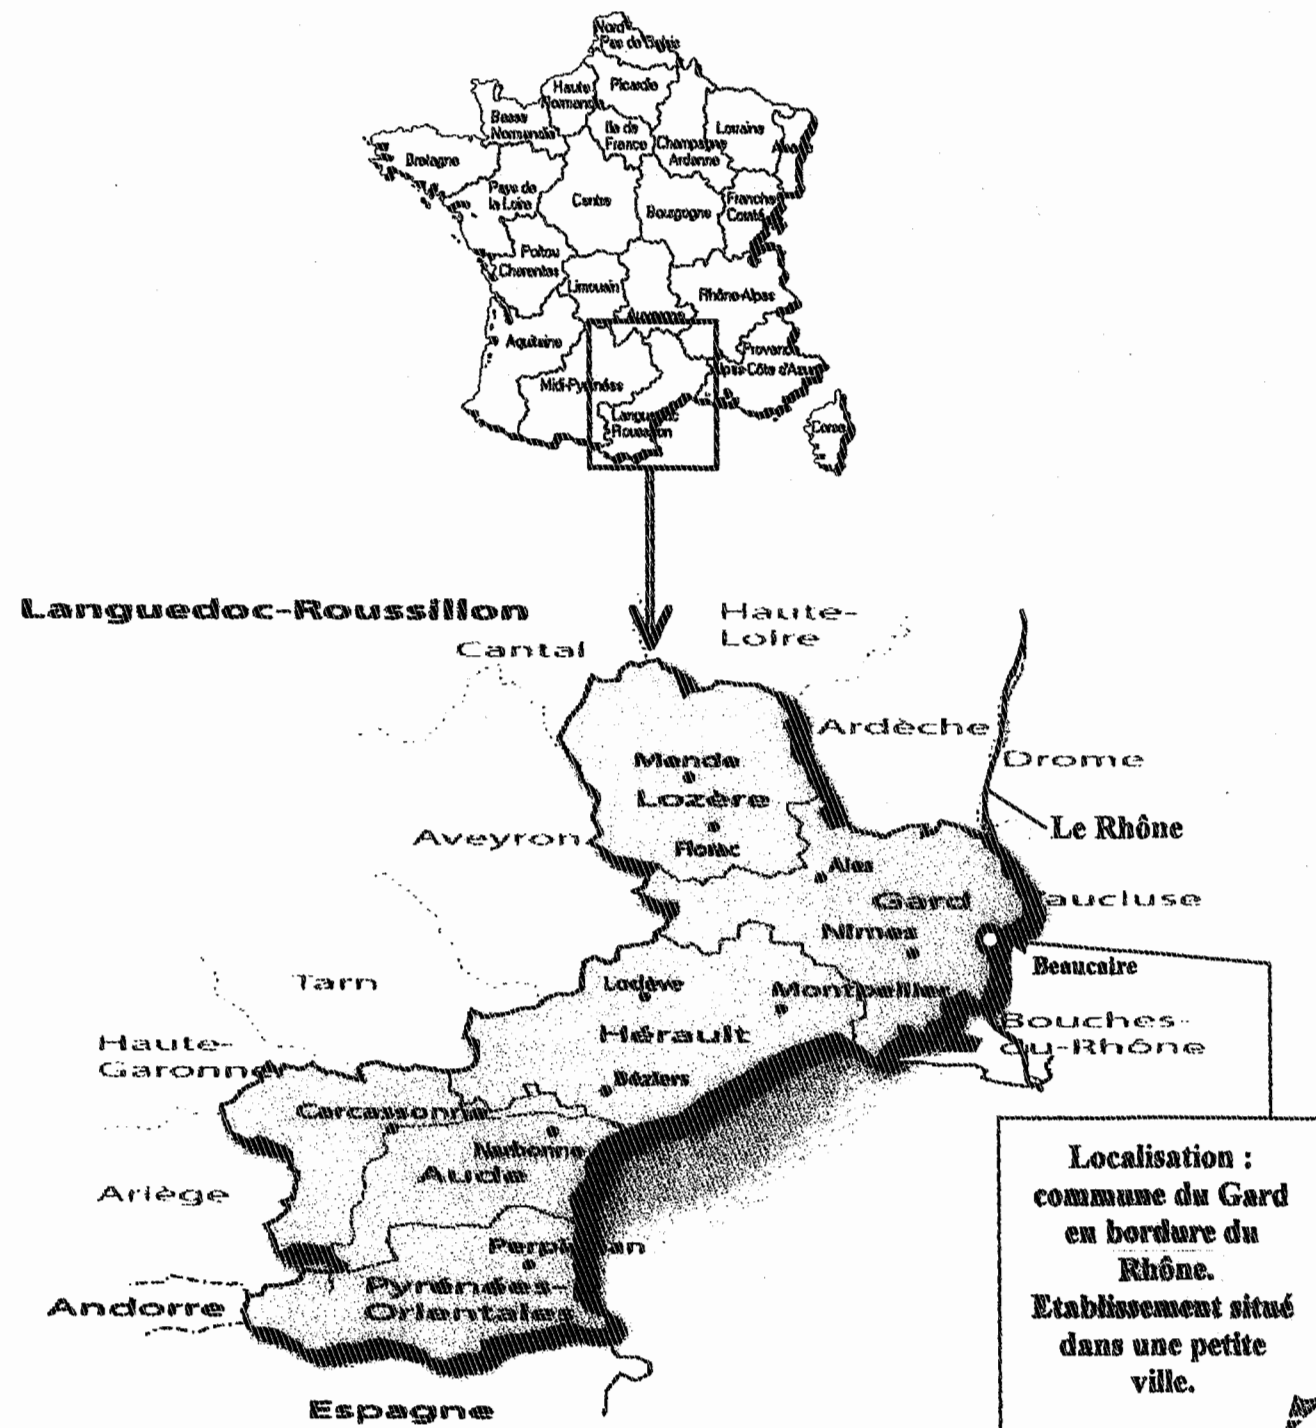 Nord
Pas de Calais
Picardie
Haute
Normandie
Basse
Normandie
Ile de
France
Champagne
Ardenne
Lorraine
Bretagne
Pays de
la Loire
Centre
Bourgogne
Franche
Comté
Poitou
Charentes
Limousin
Auvergne
Rhône-Alpes
Aquitaine
Midi-Pyrénées
Languedoc
Roussillon
Provence
Alpes-Côte d'Azur
Corse
Languedoc-Roussillon
Haute-
Loire
Cantal
Ardèche
Drome
Mende
Lozère
Florac
Aveyron
Le Rhône
Ales
Gard
aucluse
Nîmes
Beaucaire
Tarn
Lodève
Montpellier
Hérault
Bouches-
du-Rhône
Haute-
Garonne
Béziers
Carcassonne
Narbonne
Aude
Ariège
Perpignan
Pyrénées-
Orientales
Andorre
Espagne
Localisation :
commune du Gard
en bordure du
Rhône.
Etablissement situé
dans une petite
ville.